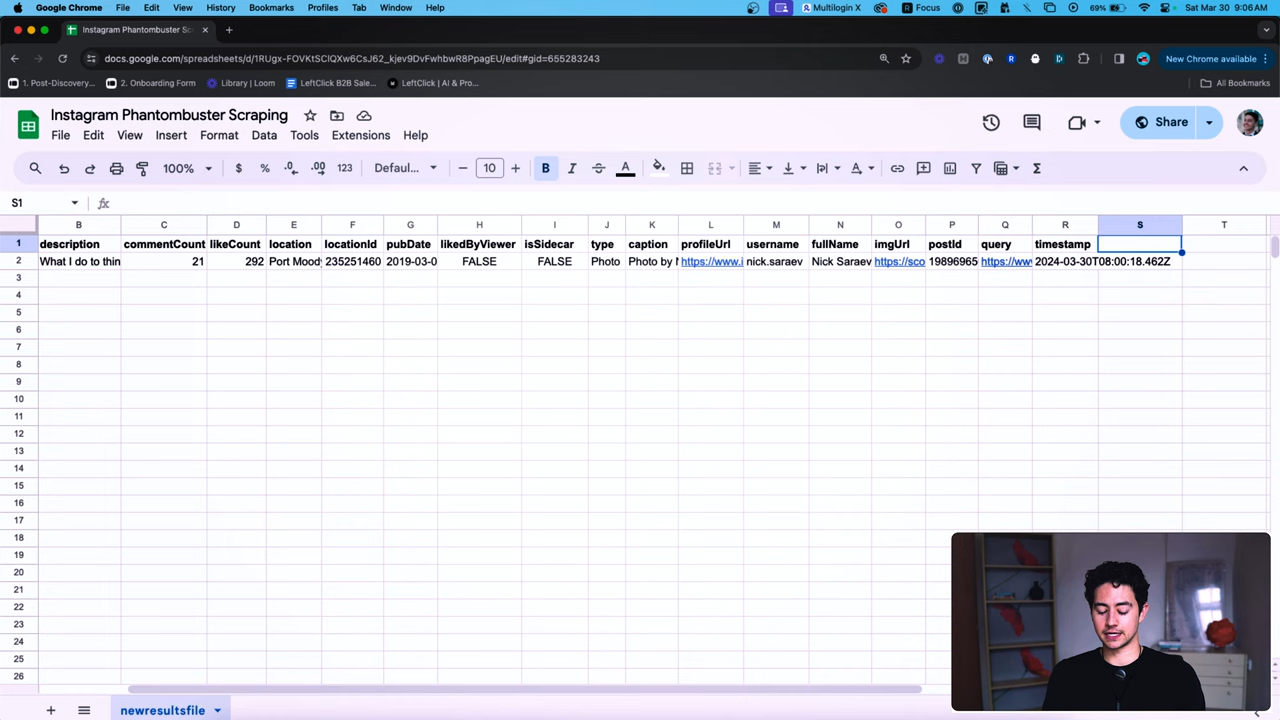 Google Chrome File Edit View History Bookmarks Profiles Tab Window Help Multilogin X Focus 69% Sat Mar 30 9:06 AM
Instagram Phantombuster Sc
docs.google.com/spreadsheets/d/1RUgx-FOVKtSCIQXw6CsJ62_kjev9DvFwhbwR8PpagEU/edit#gid=655283243 New Chrome available
1. Post-Discovery... 2. Onboarding Form Library | Loom LeftClick B2B Sale... LeftClick | AI & Pro... All Bookmarks
Instagram Phantombuster Scraping
File Edit View Insert Format Data Tools Extensions Help
Share
100% $ % .0 .00 123 Defaul... 10 B I S A
S1 fx
B C D E F G H I J K L M N O P Q R S T
1 description commentCount likeCount location locationId pubDate likedByViewer isSidecar type caption profileUrl username fullName imgUrl postId query timestamp
2 What I do to thin 21 292 Port Moody 235251460 2019-03-0 FALSE FALSE Photo Photo by https://www.i nick.saraev Nick Saraev https://sco 19896965 https://ww 2024-03-30T08:00:18.462Z
3
4
5
6
7
8
9
10
11
12
13
14
15
16
17
18
19
20
21
22
23
24
25
26
newresultsfile